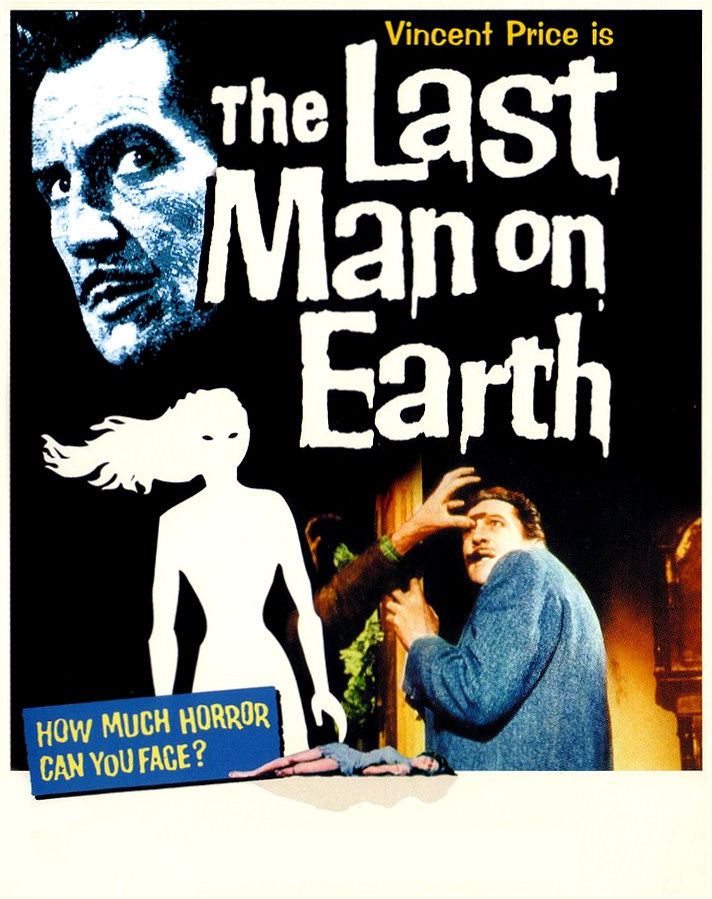 Vincent Price is
The Last
Man on
Earth
HOW MUCH HORROR
CAN YOU FACE?